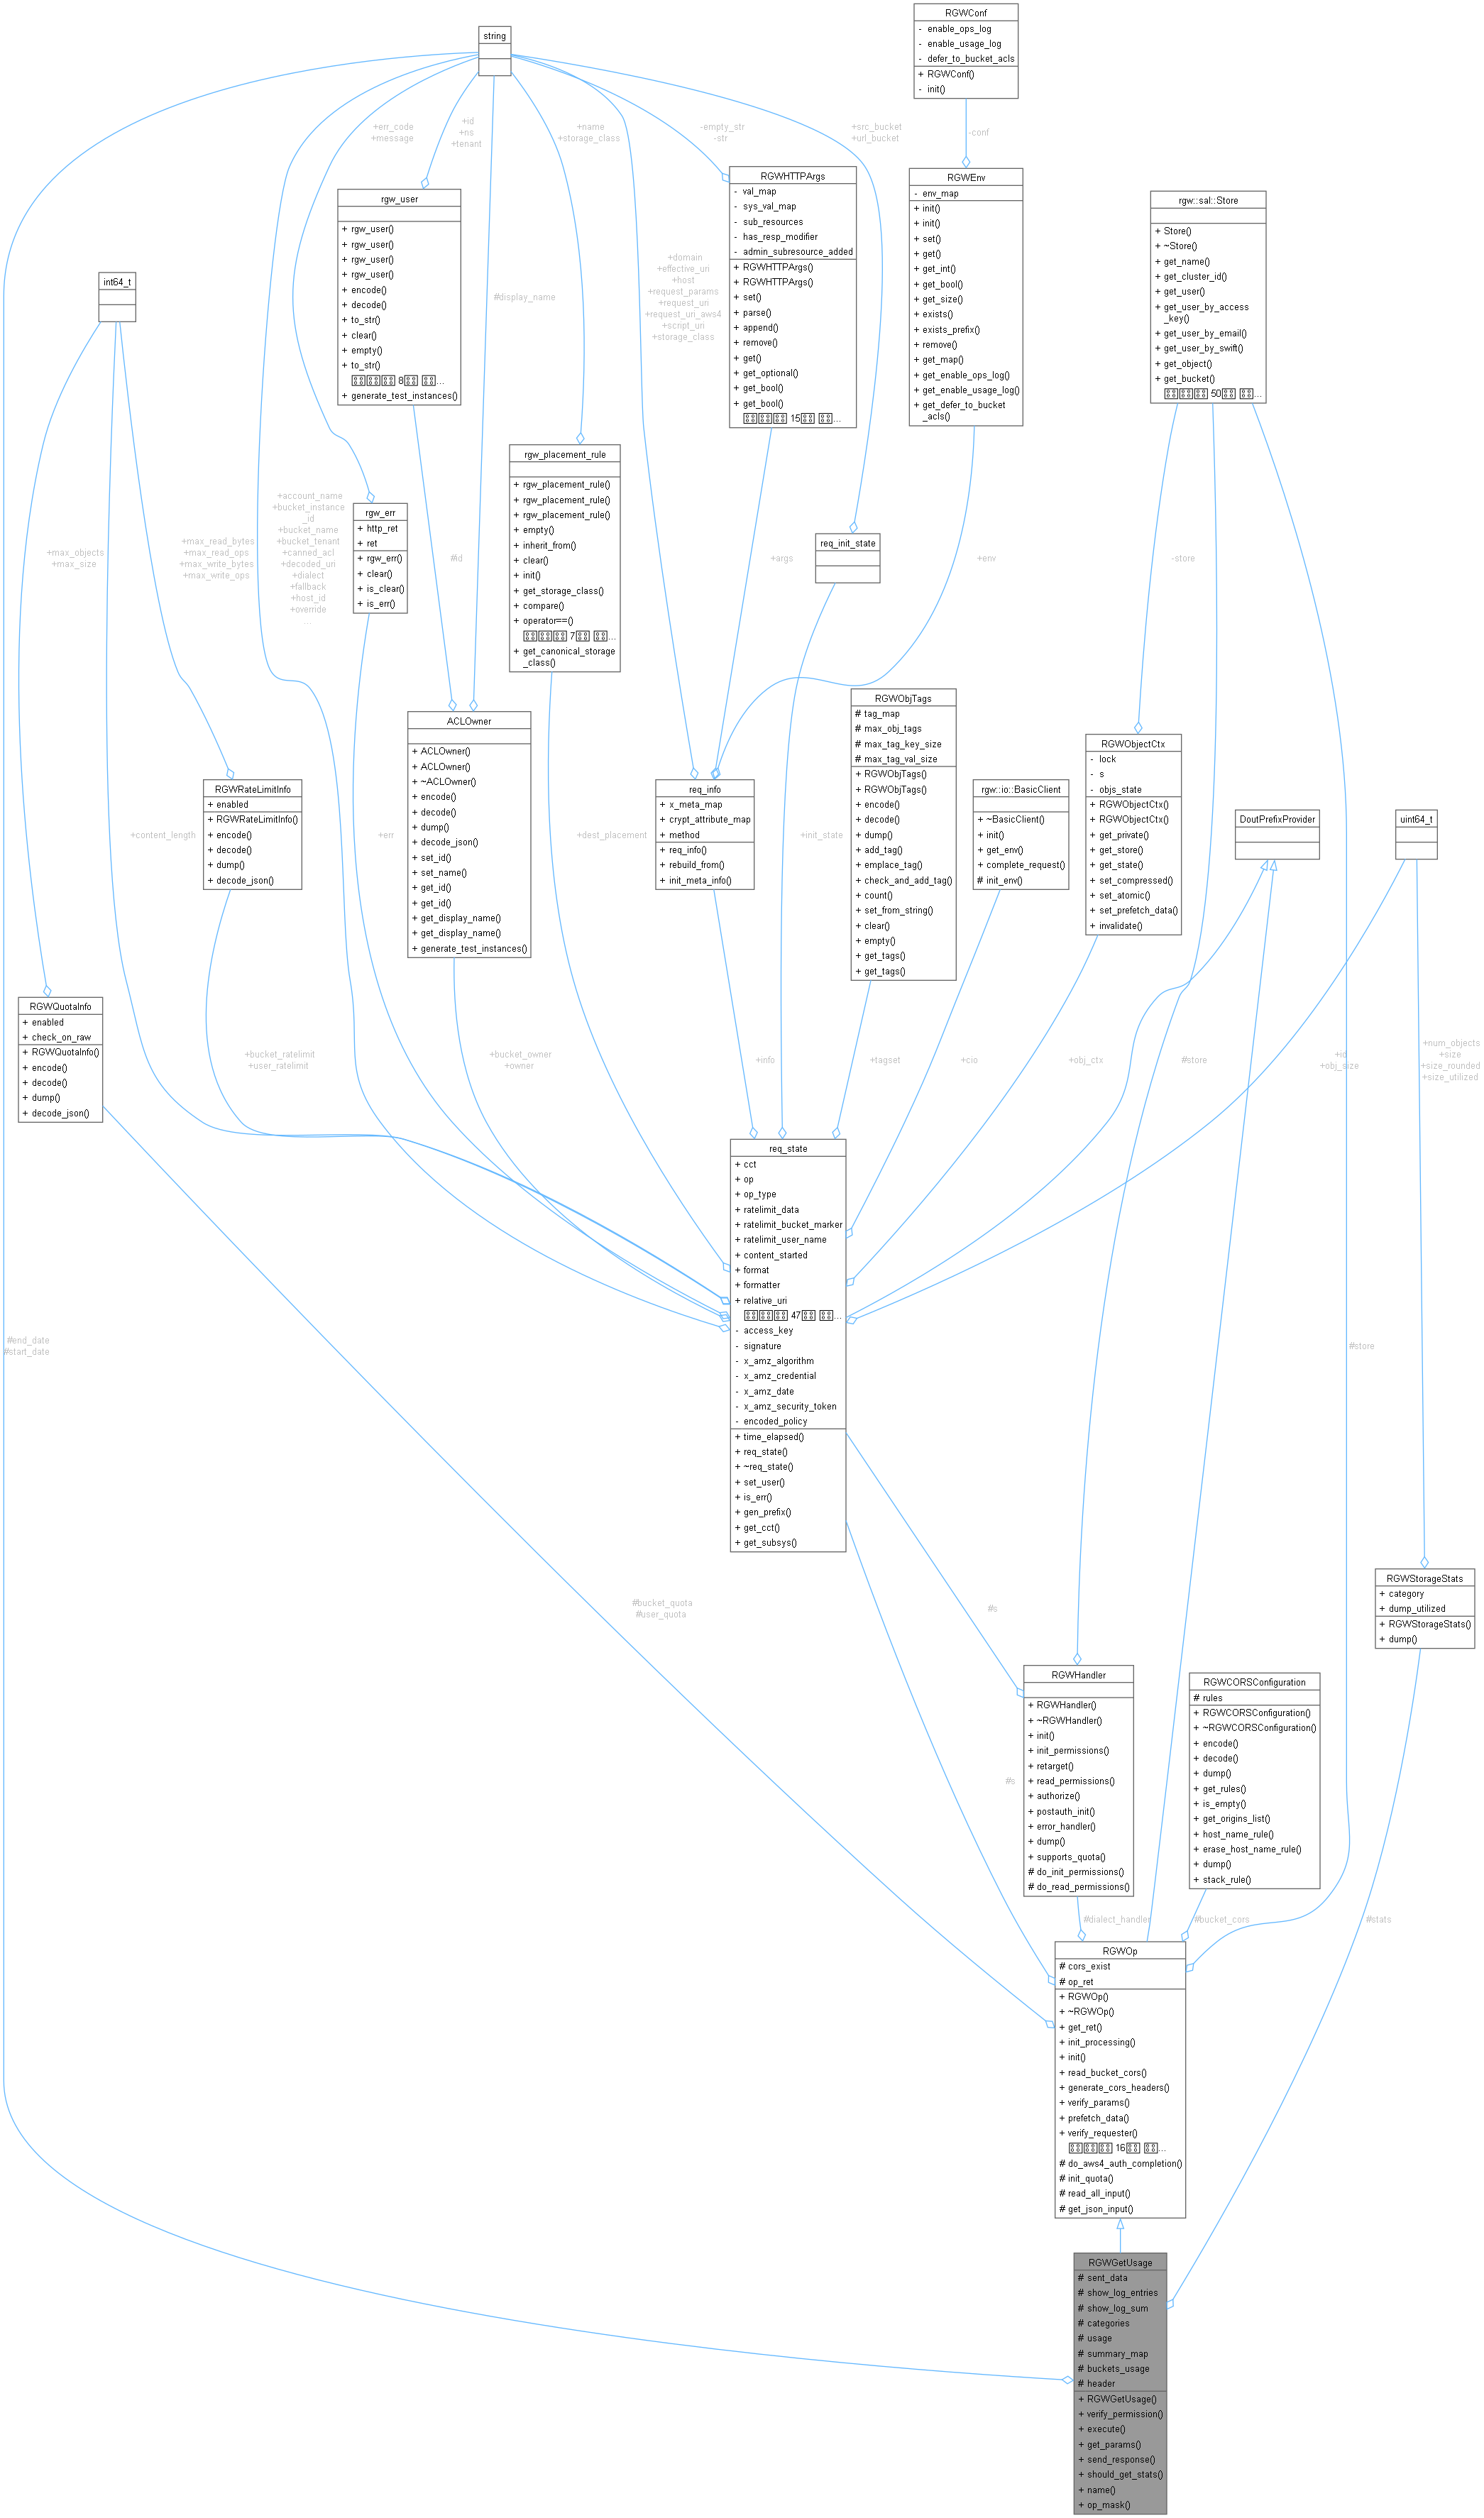 RGWConf
- enable_ops_log
- enable_usage_log
- defer_to_bucket_acls
+ RGWConf()
- init()
string
+err_code
+message
+id
+ns
+tenant
+name
+storage_class
-empty_str
-str
+src_bucket
+url_bucket
-conf
rgw_user
+ rgw_user()
+ rgw_user()
+ rgw_user()
+ rgw_user()
+ encode()
+ decode()
+ to_str()
+ clear()
+ empty()
+ to_str()
8
...
+ generate_test_instances()
RGWHTTPArgs
- val_map
- sys_val_map
- sub_resources
- has_resp_modifier
- admin_subresource_added
+ RGWHTTPArgs()
+ RGWHTTPArgs()
+ set()
+ parse()
+ append()
+ remove()
+ get()
+ get_optional()
+ get_bool()
+ get_bool()
15
...
RGWEnv
- env_map
+ init()
+ init()
+ set()
+ get()
+ get_int()
+ get_bool()
+ get_size()
+ exists()
+ exists_prefix()
+ remove()
+ get_map()
+ get_enable_ops_log()
+ get_enable_usage_log()
+ get_defer_to_bucket
_acls()
rgw::sal::Store
+ Store()
+ ~Store()
+ get_name()
+ get_cluster_id()
+ get_user()
+ get_user_by_access
_key()
+ get_user_by_email()
+ get_user_by_swift()
+ get_object()
+ get_bucket()
50
...
int64_t
#display_name
+domain
+effective_uri
+host
+request_params
+request_uri
+request_uri_aws4
+script_uri
+storage_class
+max_objects
+max_size
+max_read_bytes
+max_read_ops
+max_write_bytes
+max_write_ops
+account_name
+bucket_instance
_id
+bucket_name
+bucket_tenant
+canned_acl
+decoded_uri
+dialect
+fallback
+host_id
+override
...
rgw_err
+ http_ret
+ ret
+ rgw_err()
+ clear()
+ is_clear()
+ is_err()
#id
rgw_placement_rule
+ rgw_placement_rule()
+ rgw_placement_rule()
+ rgw_placement_rule()
+ empty()
+ inherit_from()
+ clear()
+ init()
+ get_storage_class()
+ compare()
+ operator==()
7
...
+ get_canonical_storage
_class()
+args
req_init_state
+env
-store
RGWRateLimitInfo
+ enabled
+ RGWRateLimitInfo()
+ encode()
+ decode()
+ dump()
+ decode_json()
+content_length
+err
ACLOwner
+ ACLOwner()
+ ACLOwner()
+ ~ACLOwner()
+ encode()
+ decode()
+ dump()
+ decode_json()
+ set_id()
+ set_name()
+ get_id()
+ get_id()
+ get_display_name()
+ get_display_name()
+ generate_test_instances()
+dest_placement
req_info
+ x_meta_map
+ crypt_attribute_map
+ method
+ req_info()
+ rebuild_from()
+ init_meta_info()
+init_state
RGWObjTags
# tag_map
# max_obj_tags
# max_tag_key_size
# max_tag_val_size
+ RGWObjTags()
+ RGWObjTags()
+ encode()
+ decode()
+ dump()
+ add_tag()
+ emplace_tag()
+ check_and_add_tag()
+ count()
+ set_from_string()
+ clear()
+ empty()
+ get_tags()
+ get_tags()
rgw::io::BasicClient
+ ~BasicClient()
+ init()
+ get_env()
+ complete_request()
# init_env()
RGWObjectCtx
- lock
- s
- objs_state
+ RGWObjectCtx()
+ RGWObjectCtx()
+ get_private()
+ get_store()
+ get_state()
+ set_compressed()
+ set_atomic()
+ set_prefetch_data()
+ invalidate()
DoutPrefixProvider
uint64_t
RGWQuotaInfo
+ enabled
+ check_on_raw
+ RGWQuotaInfo()
+ encode()
+ decode()
+ dump()
+ decode_json()
+bucket_ratelimit
+user_ratelimit
+bucket_owner
+owner
+info
+tagset
+cio
+obj_ctx
#store
+id
+obj_size
+num_objects
+size
+size_rounded
+size_utilized
req_state
+ cct
+ op
+ op_type
+ ratelimit_data
+ ratelimit_bucket_marker
+ ratelimit_user_name
+ content_started
+ format
+ formatter
+ relative_uri
47
...
- access_key
- signature
- x_amz_algorithm
- x_amz_credential
- x_amz_date
- x_amz_security_token
- encoded_policy
+ time_elapsed()
+ req_state()
+ ~req_state()
+ set_user()
+ is_err()
+ gen_prefix()
+ get_cct()
+ get_subsys()
#end_date
#start_date
#store
#bucket_quota
#user_quota
#s
#s
RGWStorageStats
+ category
+ dump_utilized
+ RGWStorageStats()
+ dump()
RGWHandler
+ RGWHandler()
+ ~RGWHandler()
+ init()
+ init_permissions()
+ retarget()
+ read_permissions()
+ authorize()
+ postauth_init()
+ error_handler()
+ dump()
+ supports_quota()
# do_init_permissions()
# do_read_permissions()
RGWCORSConfiguration
# rules
+ RGWCORSConfiguration()
+ ~RGWCORSConfiguration()
+ encode()
+ decode()
+ dump()
+ get_rules()
+ is_empty()
+ get_origins_list()
+ host_name_rule()
+ erase_host_name_rule()
+ dump()
+ stack_rule()
#dialect_handler
#bucket_cors
#stats
RGWOp
# cors_exist
# op_ret
+ RGWOp()
+ ~RGWOp()
+ get_ret()
+ init_processing()
+ init()
+ read_bucket_cors()
+ generate_cors_headers()
+ verify_params()
+ prefetch_data()
+ verify_requester()
16
...
# do_aws4_auth_completion()
# init_quota()
# read_all_input()
# get_json_input()
RGWGetUsage
# sent_data
# show_log_entries
# show_log_sum
# categories
# usage
# summary_map
# buckets_usage
# header
+ RGWGetUsage()
+ verify_permission()
+ execute()
+ get_params()
+ send_response()
+ should_get_stats()
+ name()
+ op_mask()